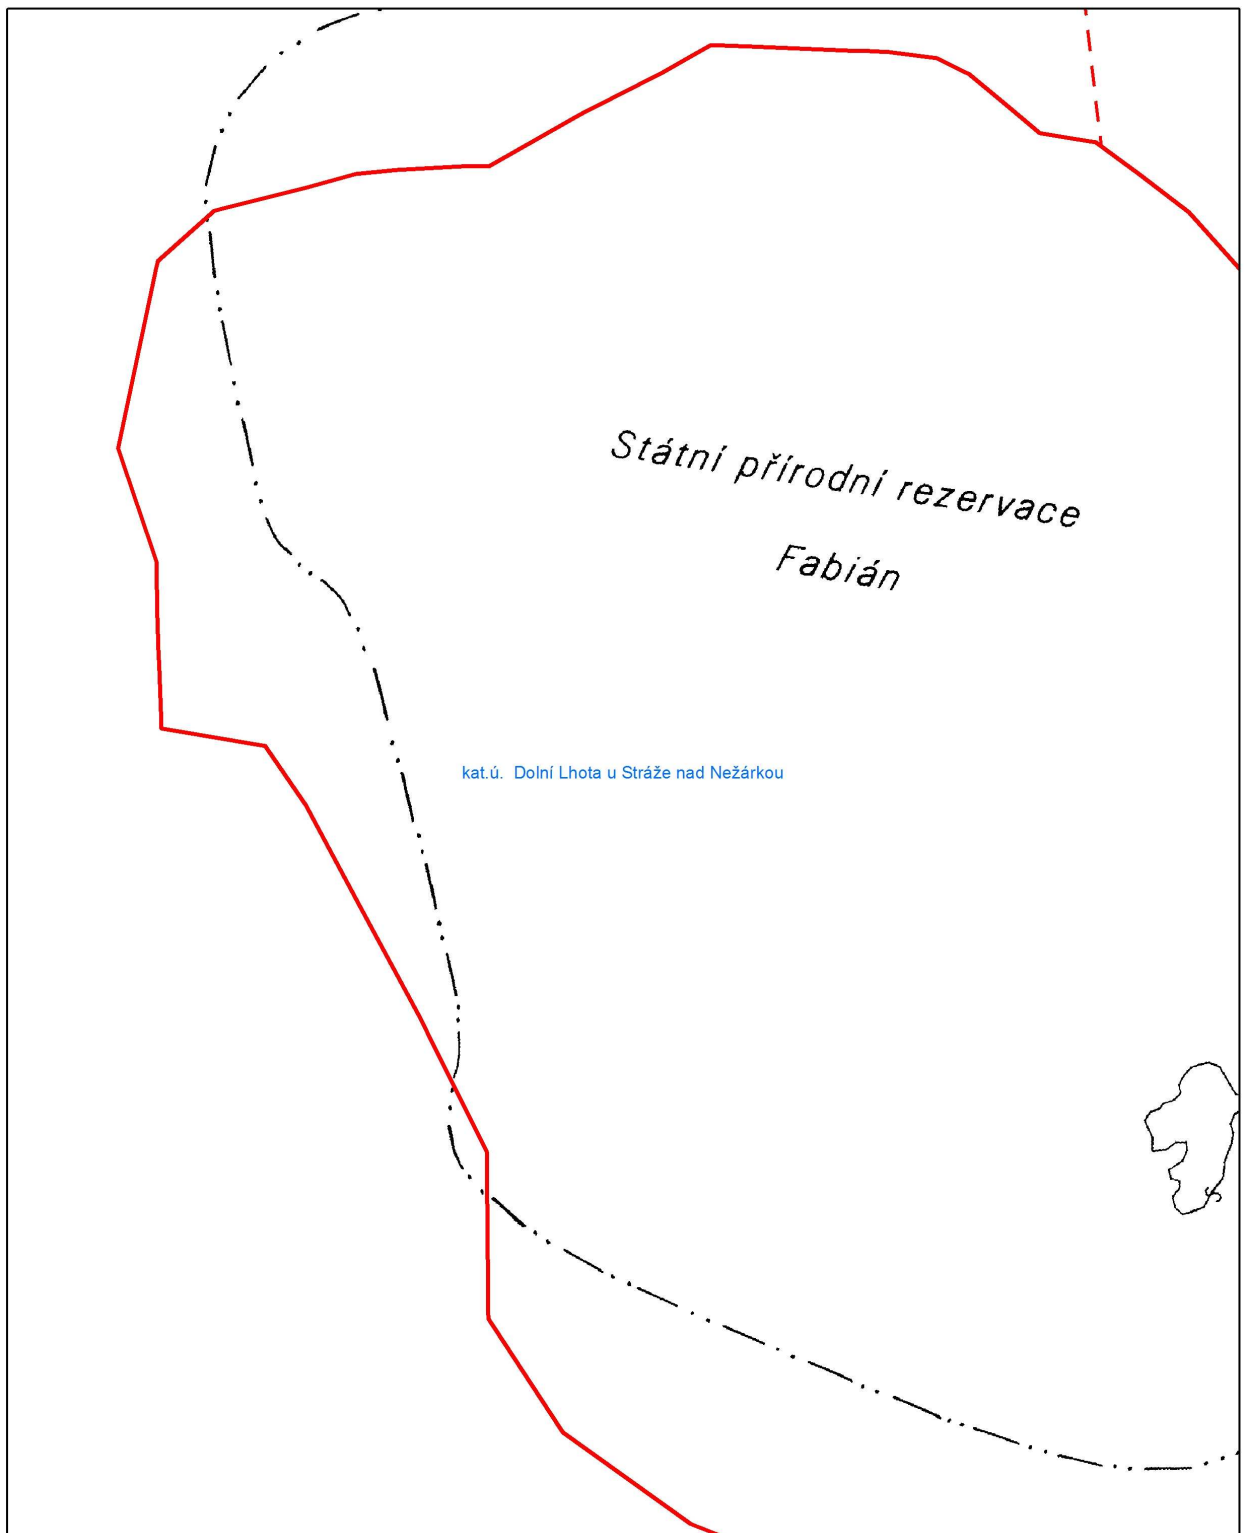 Státní přírodní rezervace
Fabián
kat.ú. Dolní Lhota u Stráže nad Nežárkou